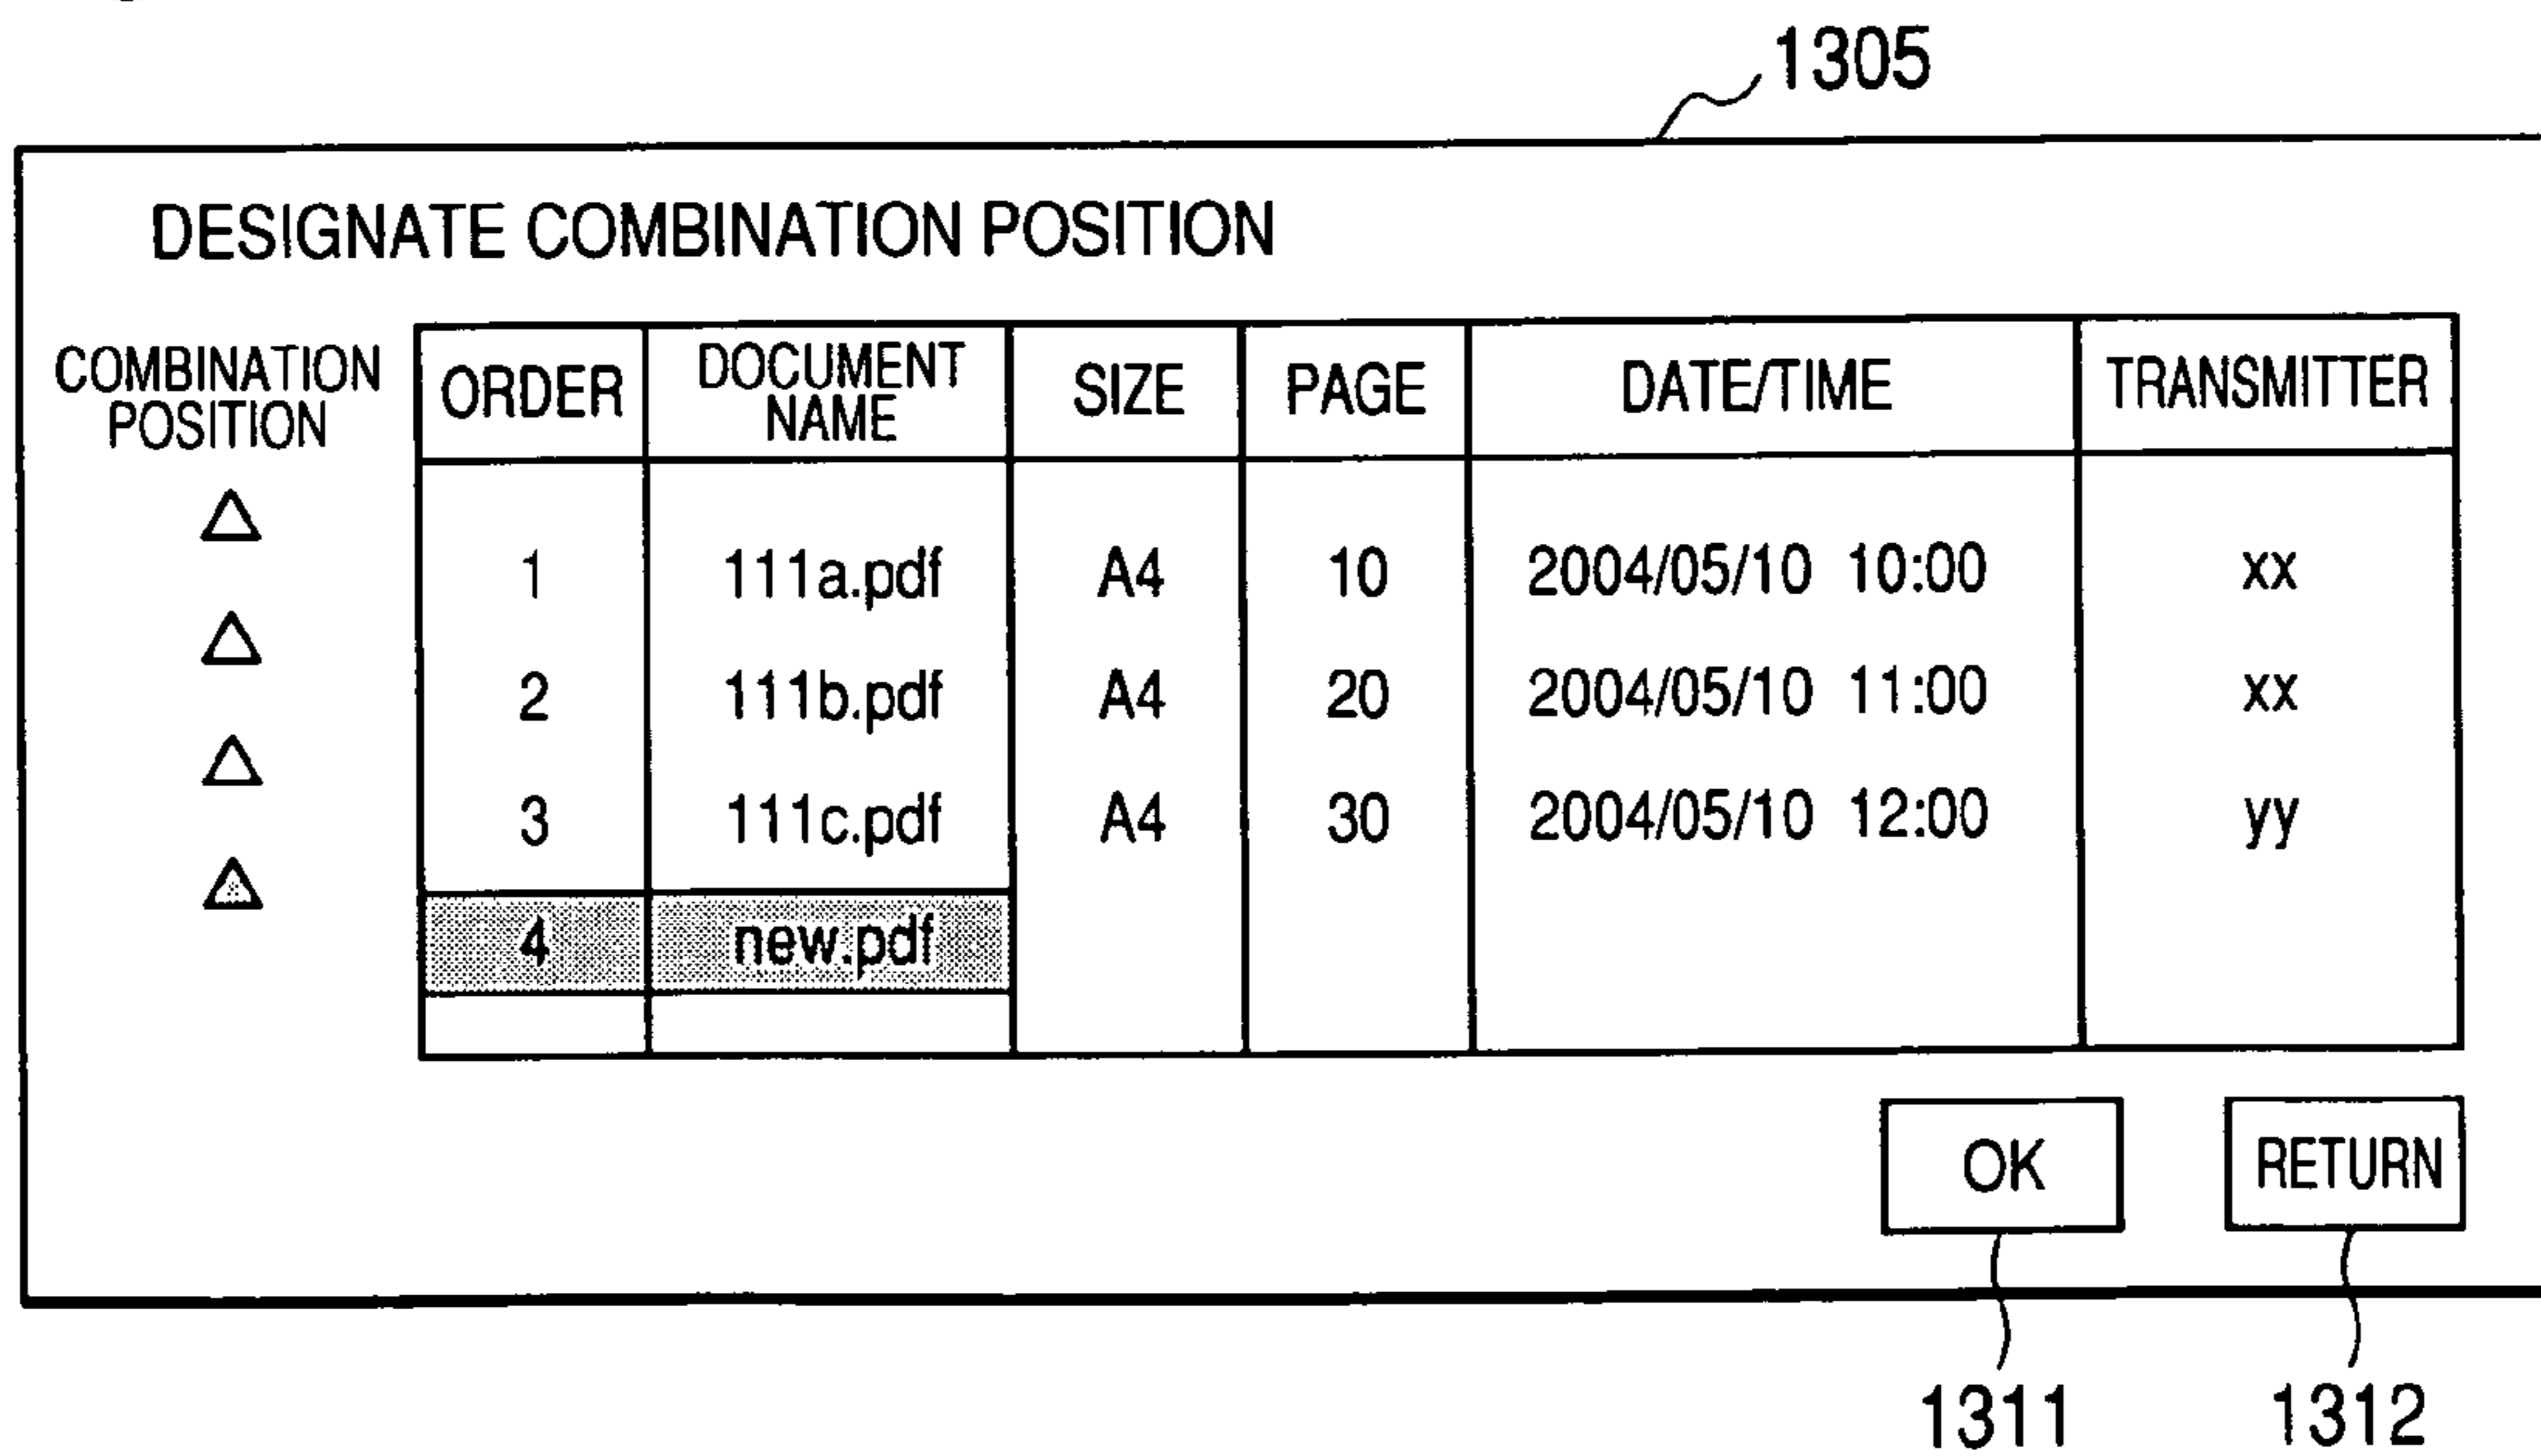 1305
DESIGNATE COMBINATION POSITION
COMBINATION
POSITION
ORDER DOCUMENT NAME SIZE PAGE DATE/TIME TRANSMITTER
1 111a.pdf A4 10 2004/05/10 10:00 xx
2 111b.pdf A4 20 2004/05/10 11:00 xx
3 111c.pdf A4 30 2004/05/10 12:00 yy
4 new.pdf
OK RETURN
1311 1312